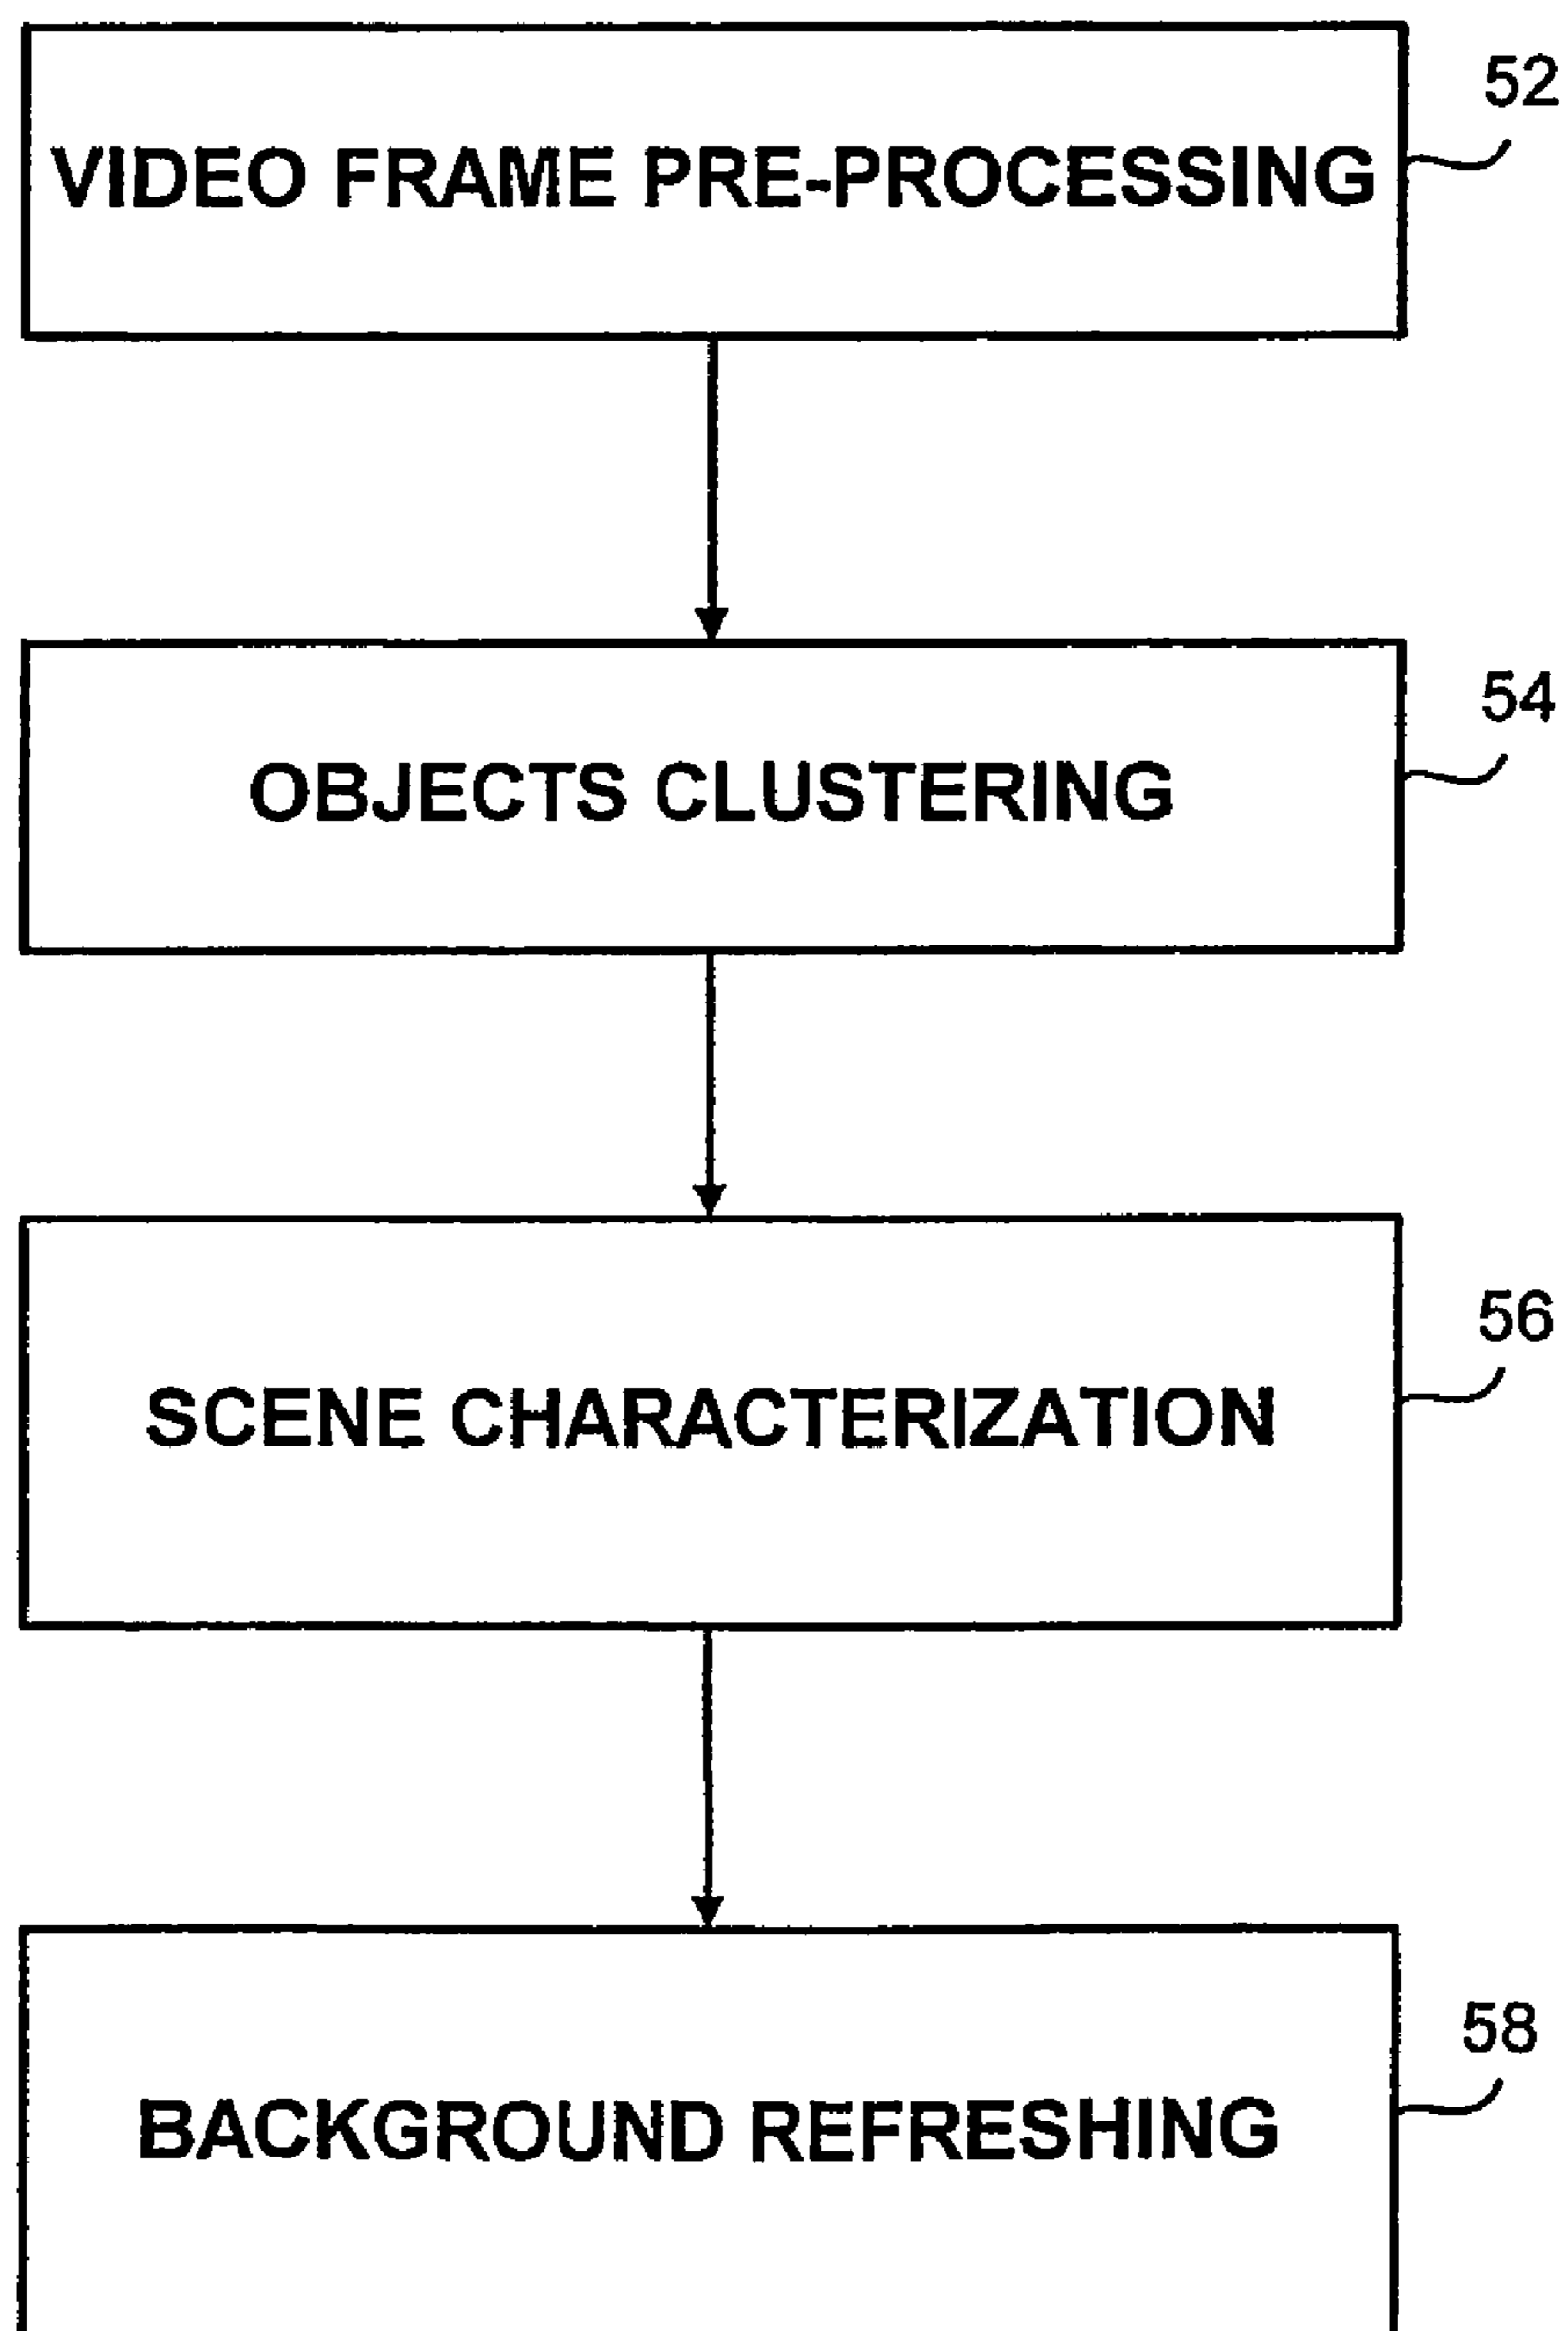 52
VIDEO FRAME PRE-PROCESSING
54
OBJECTS CLUSTERING
56
SCENE CHARACTERIZATION
58
BACKGROUND REFRESHING